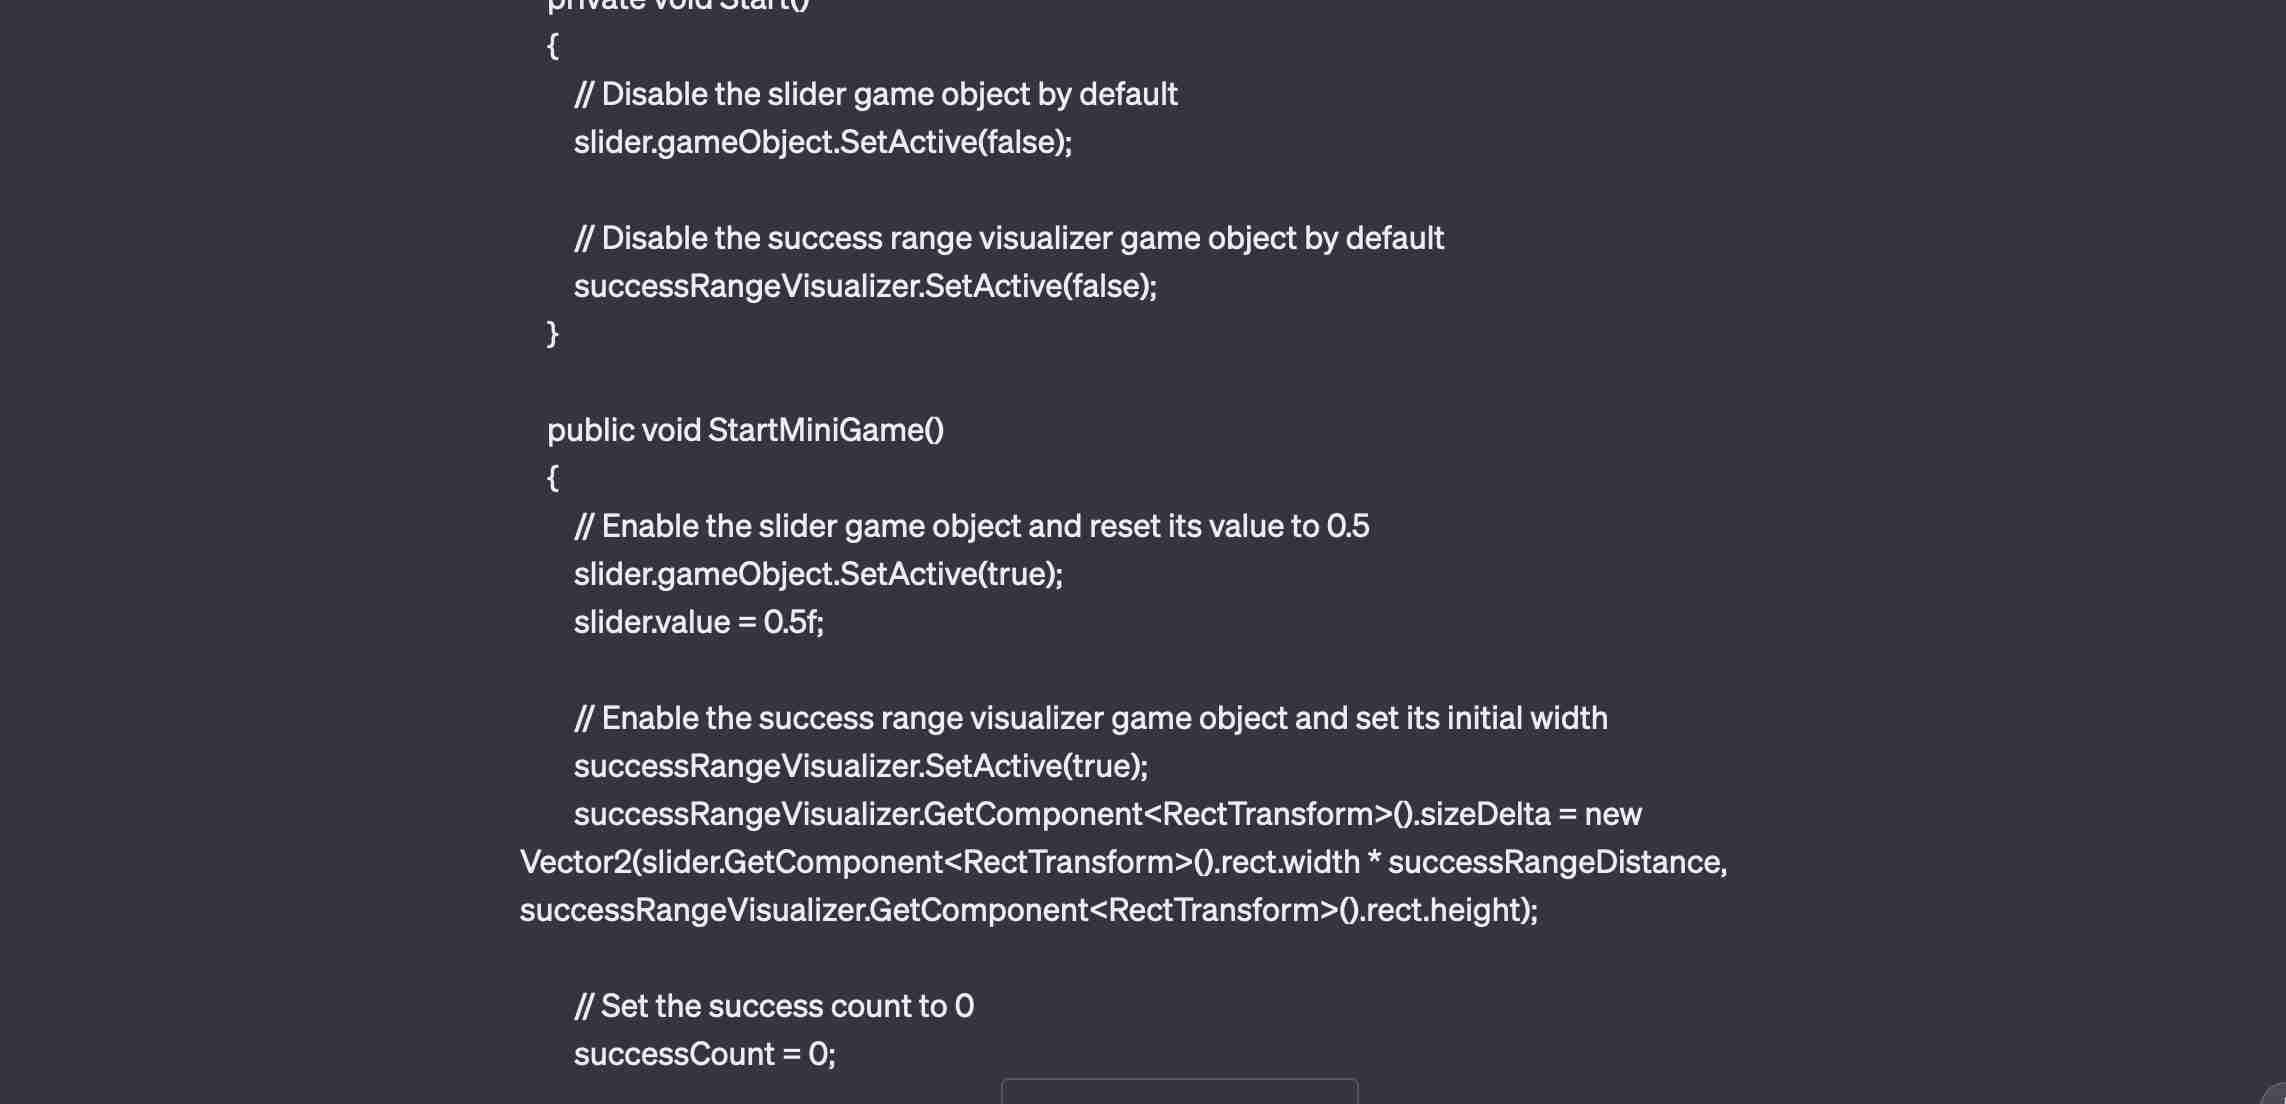 private void Start()
{
// Disable the slider game object by default
slider.gameObject.SetActive(false);
// Disable the success range visualizer game object by default
successRangeVisualizer.SetActive(false);
}
public void StartMiniGame()
{
// Enable the slider game object and reset its value to 0.5
slider.gameObject.SetActive(true);
slider.value = 0.5f;
// Enable the success range visualizer game object and set its initial width
successRangeVisualizer.SetActive(true);
successRangeVisualizer.GetComponent<RectTransform>().sizeDelta = new
Vector2(slider.GetComponent<RectTransform>().rect.width * successRangeDistance,
successRangeVisualizer.GetComponent<RectTransform>().rect.height);
// Set the success count to 0
successCount = 0;